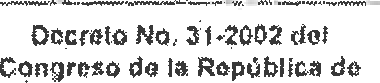 Decreto No. 31-2002 del
Congreso de la República de